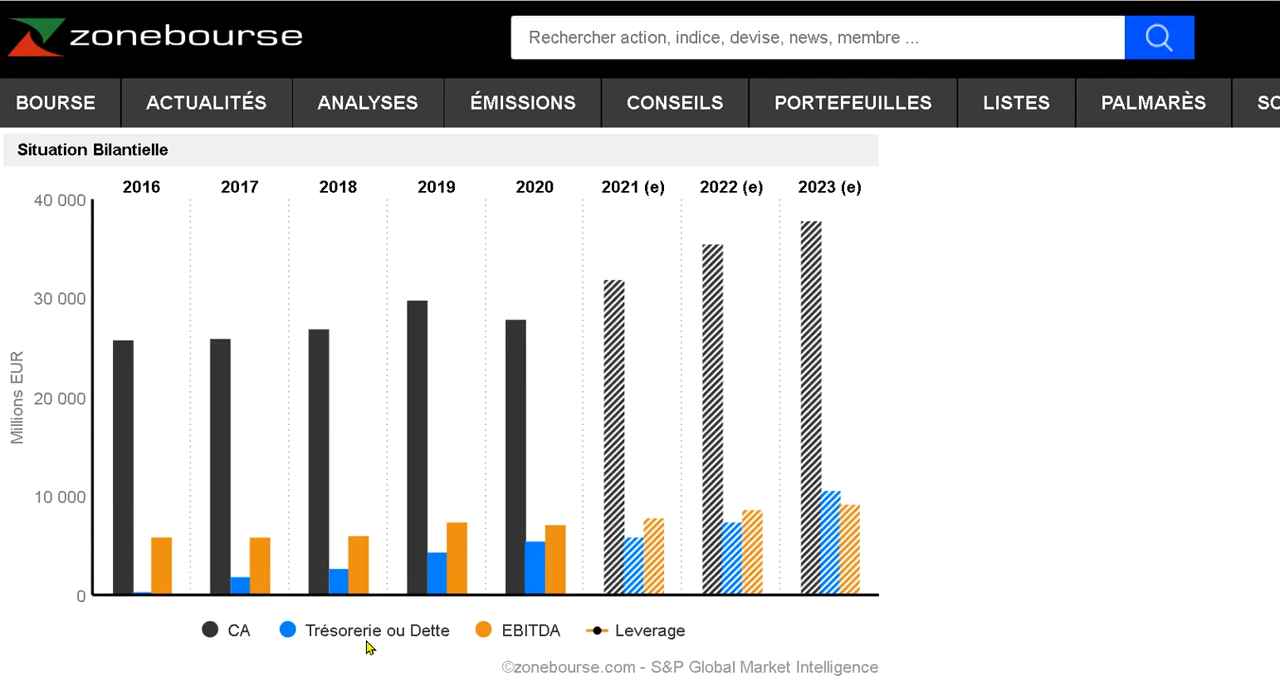 zonebourse
Rechercher action, indice, devise, news, membre ...
BOURSE ACTUALITÉS ANALYSES ÉMISSIONS CONSEILS PORTEFEUILLES LISTES PALMARÈS SO
Situation Bilantielle
2016 2017 2018 2019 2020 2021 (e) 2022 (e) 2023 (e)
40 000
30 000
20 000
10 000
0
Millions EUR
CA Trésorerie ou Dette EBITDA Leverage
©zonebourse.com - S&P Global Market Intelligence